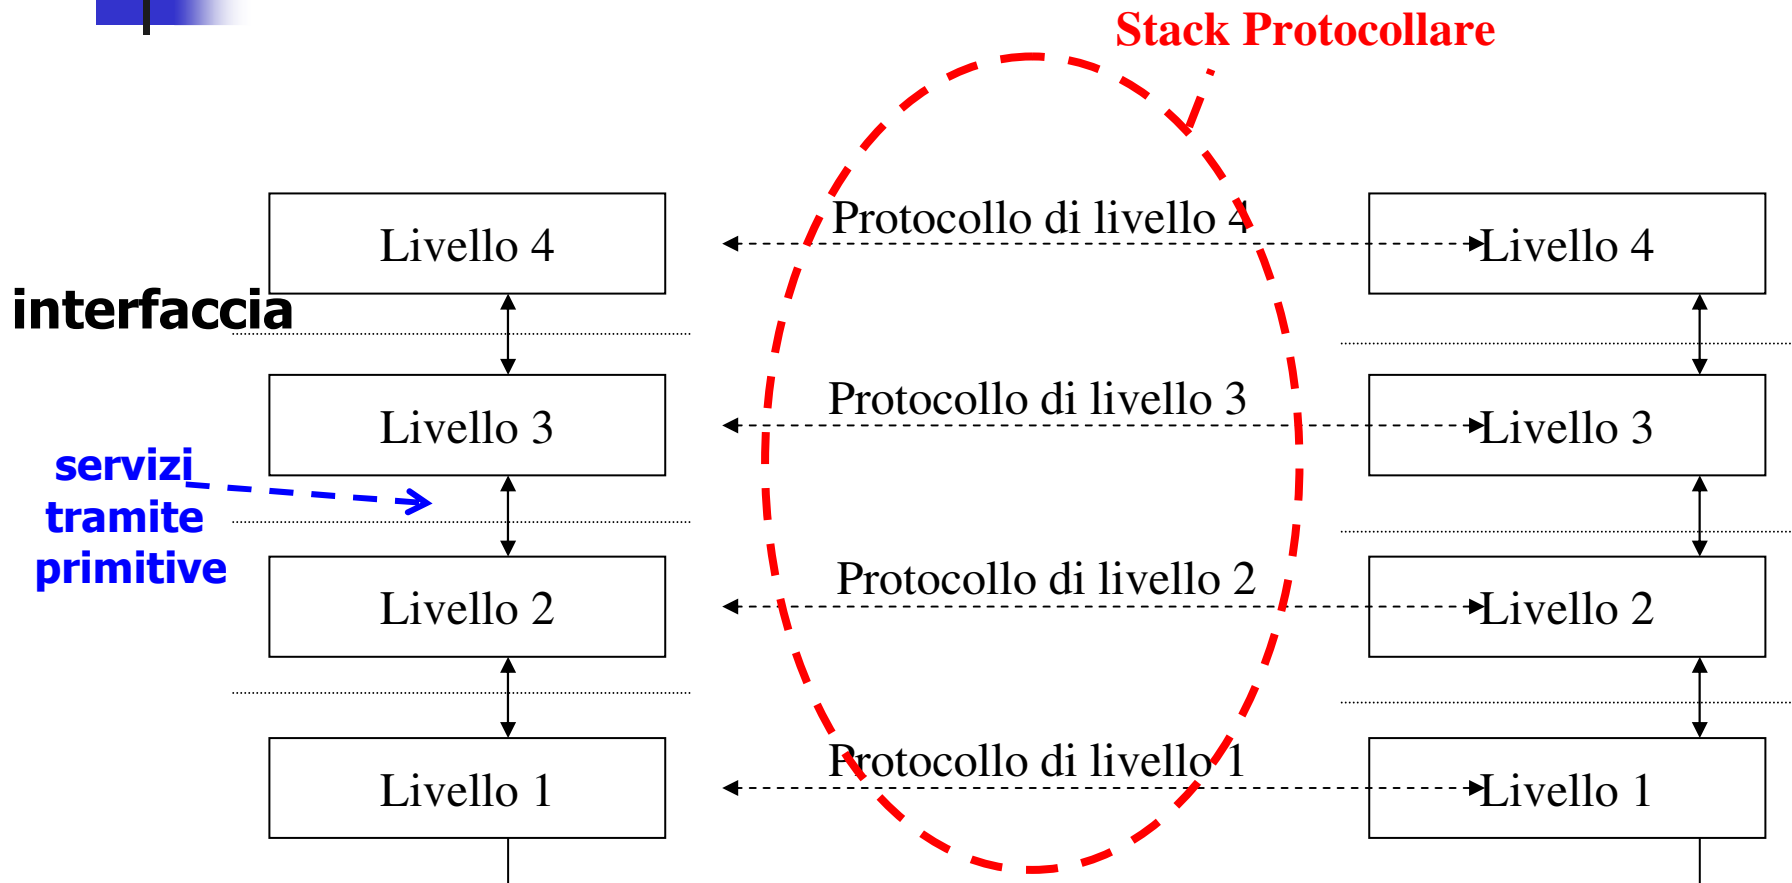 Stack Protocollare
Protocollo di livello 4
Livello 4
Livello 4
interfaccia
Protocollo di livello 3
Livello 3
Livello 3
servizi
tramite
primitive
Protocollo di livello 2
Livello 2
Livello 2
Protocollo di livello 1
Livello 1
Livello 1